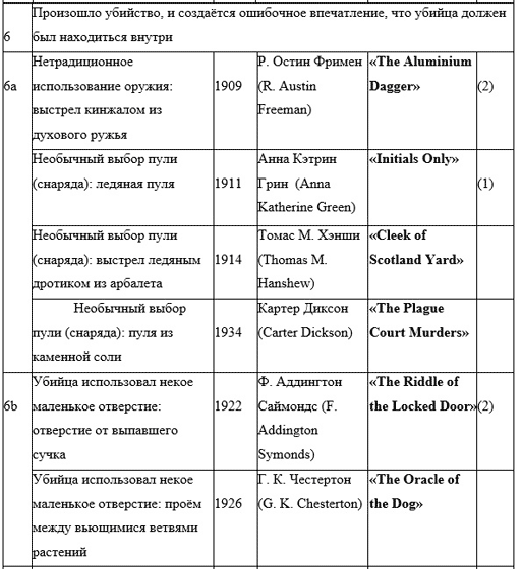 6 Произошло убийство, и создаётся ошибочное впечатление, что убийца должен
был находиться внутри
6a Нетрадиционное использование оружия: выстрел кинжалом из духового ружья 1909 Р. Остин Фримен (R. Austin Freeman) «The Aluminium Dagger» (2)
Необычный выбор пули (снаряда): ледяная пуля 1911 Анна Кэтрин Грин (Anna Katherine Green) «Initials Only» (1)
Необычный выбор пули (снаряда): выстрел ледяным дротиком из арбалета 1914 Томас М. Хэнши (Thomas M. Hanshew) «Cleek of Scotland Yard»
Необычный выбор пули (снаряда): пуля из каменной соли 1934 Картер Диксон (Carter Dickson) «The Plague Court Murders»
6b Убийца использовал некое маленькое отверстие: отверстие от выпавшего сучка 1922 Ф. Аддингтон Саймондс (F. Addington Symonds) «The Riddle of the Locked Door» (2)
Убийца использовал некое маленькое отверстие: проём между вьющимися ветвями растений 1926 Г. К. Честертон (G. K. Chesterton) «The Oracle of the Dog»